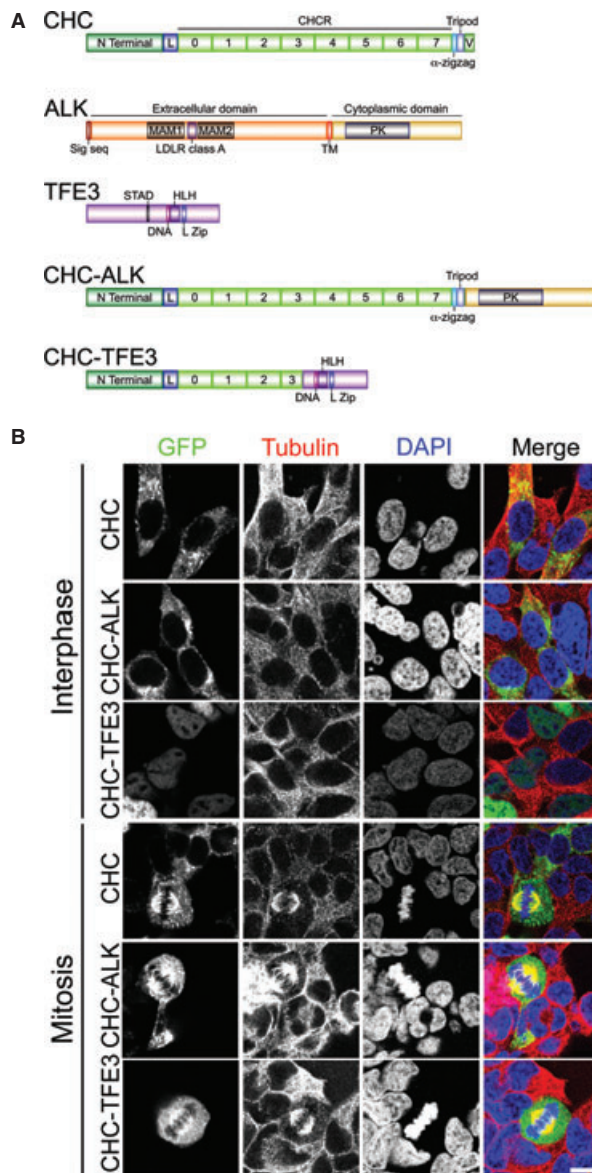 A
CHC
CHCR
Tripod
N Terminal L 0 1 2 3 4 5 6 7 V
α-zigzag
ALK
Extracellular domain Cytoplasmic domain
MAM1 MAM2 PK
Sig seq LDLR class A TM
TFE3
STAD HLH
DNA L Zip
CHC-ALK
Tripod
N Terminal L 0 1 2 3 4 5 6 7 PK
α-zigzag
CHC-TFE3
HLH
N Terminal L 0 1 2 3
DNA L Zip
B
GFP Tubulin DAPI Merge
Interphase
CHC
CHC-ALK
CHC-TFE3
Mitosis
CHC
CHC-ALK
CHC-TFE3